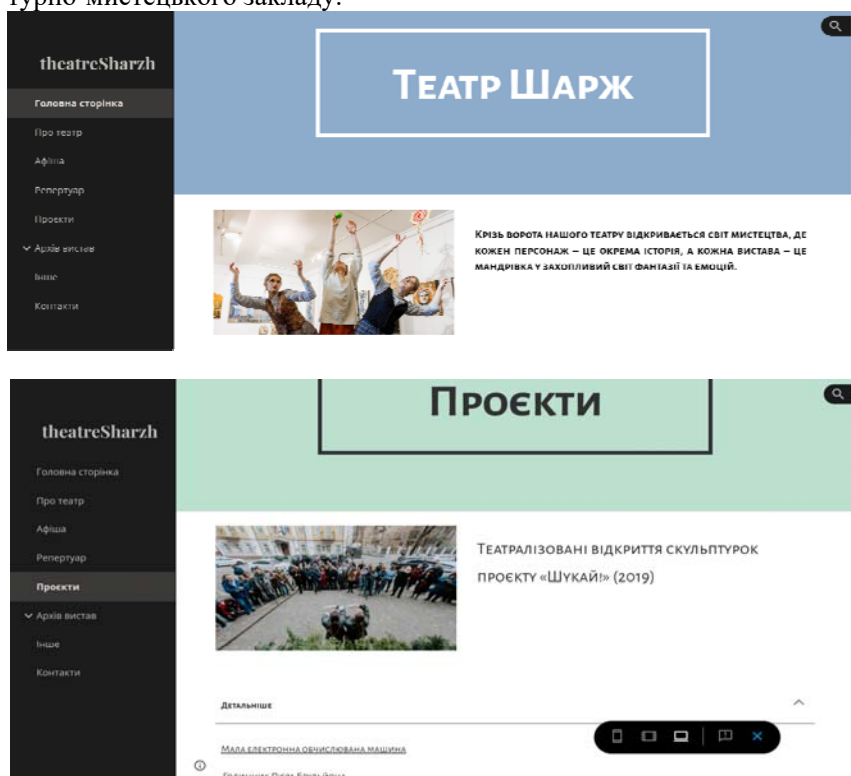 турно-мистецького закладу.
theatreSharzh
Головна сторінка
Про театр
Афіша
Репертуар
Проєкти
Архів вистав
Інше
Контакти
Театр Шарж
Крізь ворота нашого театру відкривається світ мистецтва, де
кожен персонаж – це окрема історія, а кожна вистава – це
мандрівка у захопливий світ фантазії та емоцій.
theatreSharzh
Головна сторінка
Про театр
Афіша
Репертуар
Проєкти
Архів вистав
Інше
Контакти
Проєкти
Театралізовані відкриття скульптурок
проєкту «Шукай!» (2019)
Детальніше
Мала електронна обчислювана машина